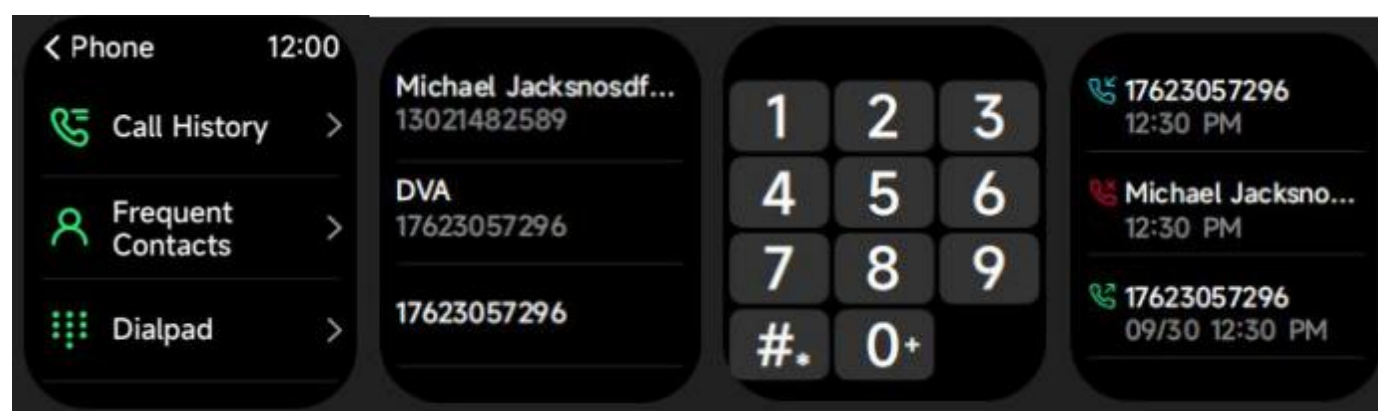 Phone 12:00
Call History
Frequent
Contacts
Dialpad
Michael Jacksnosdf...
13021482589
DVA
17623057296
17623057296
1 2 3
4 5 6
7 8 9
#* 0+
17623057296
12:30 PM
Michael Jacksno...
12:30 PM
17623057296
09/30 12:30 PM